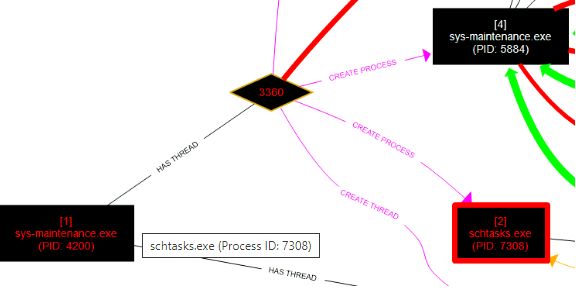 [4]
sys-maintenance.exe
(PID: 5884)
CREATE PROCESS
3360
CREATE PROCESS
HAS THREAD
CREATE THREAD
[1]
sys-maintenance.exe
(PID: 4200)
[2]
schtasks.exe
(PID: 7308)
schtasks.exe (Process ID: 7308)
HAS THREAD